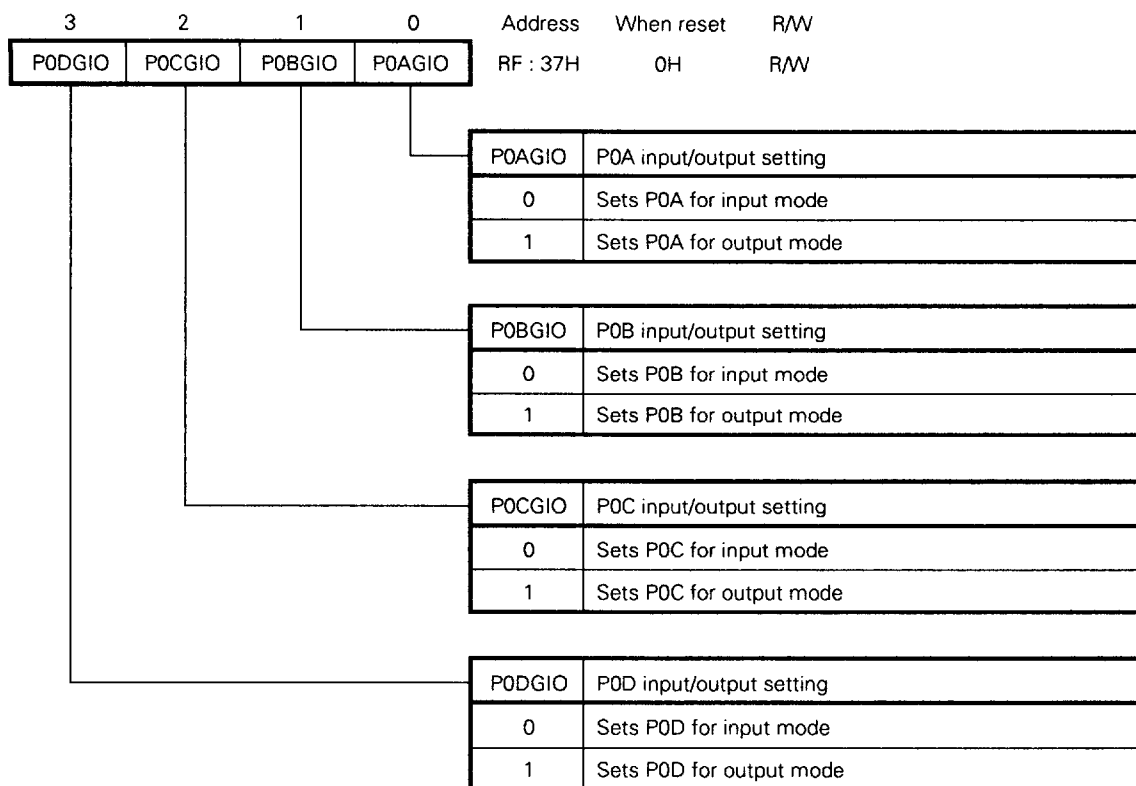 3 2 1 0 Address When reset R/W
P0DGIO P0CGIO P0BGIO P0AGIO RF : 37H 0H R/W
P0AGIO P0A input/output setting
0 Sets P0A for input mode
1 Sets P0A for output mode
P0BGIO P0B input/output setting
0 Sets P0B for input mode
1 Sets P0B for output mode
P0CGIO P0C input/output setting
0 Sets P0C for input mode
1 Sets P0C for output mode
P0DGIO P0D input/output setting
0 Sets P0D for input mode
1 Sets P0D for output mode